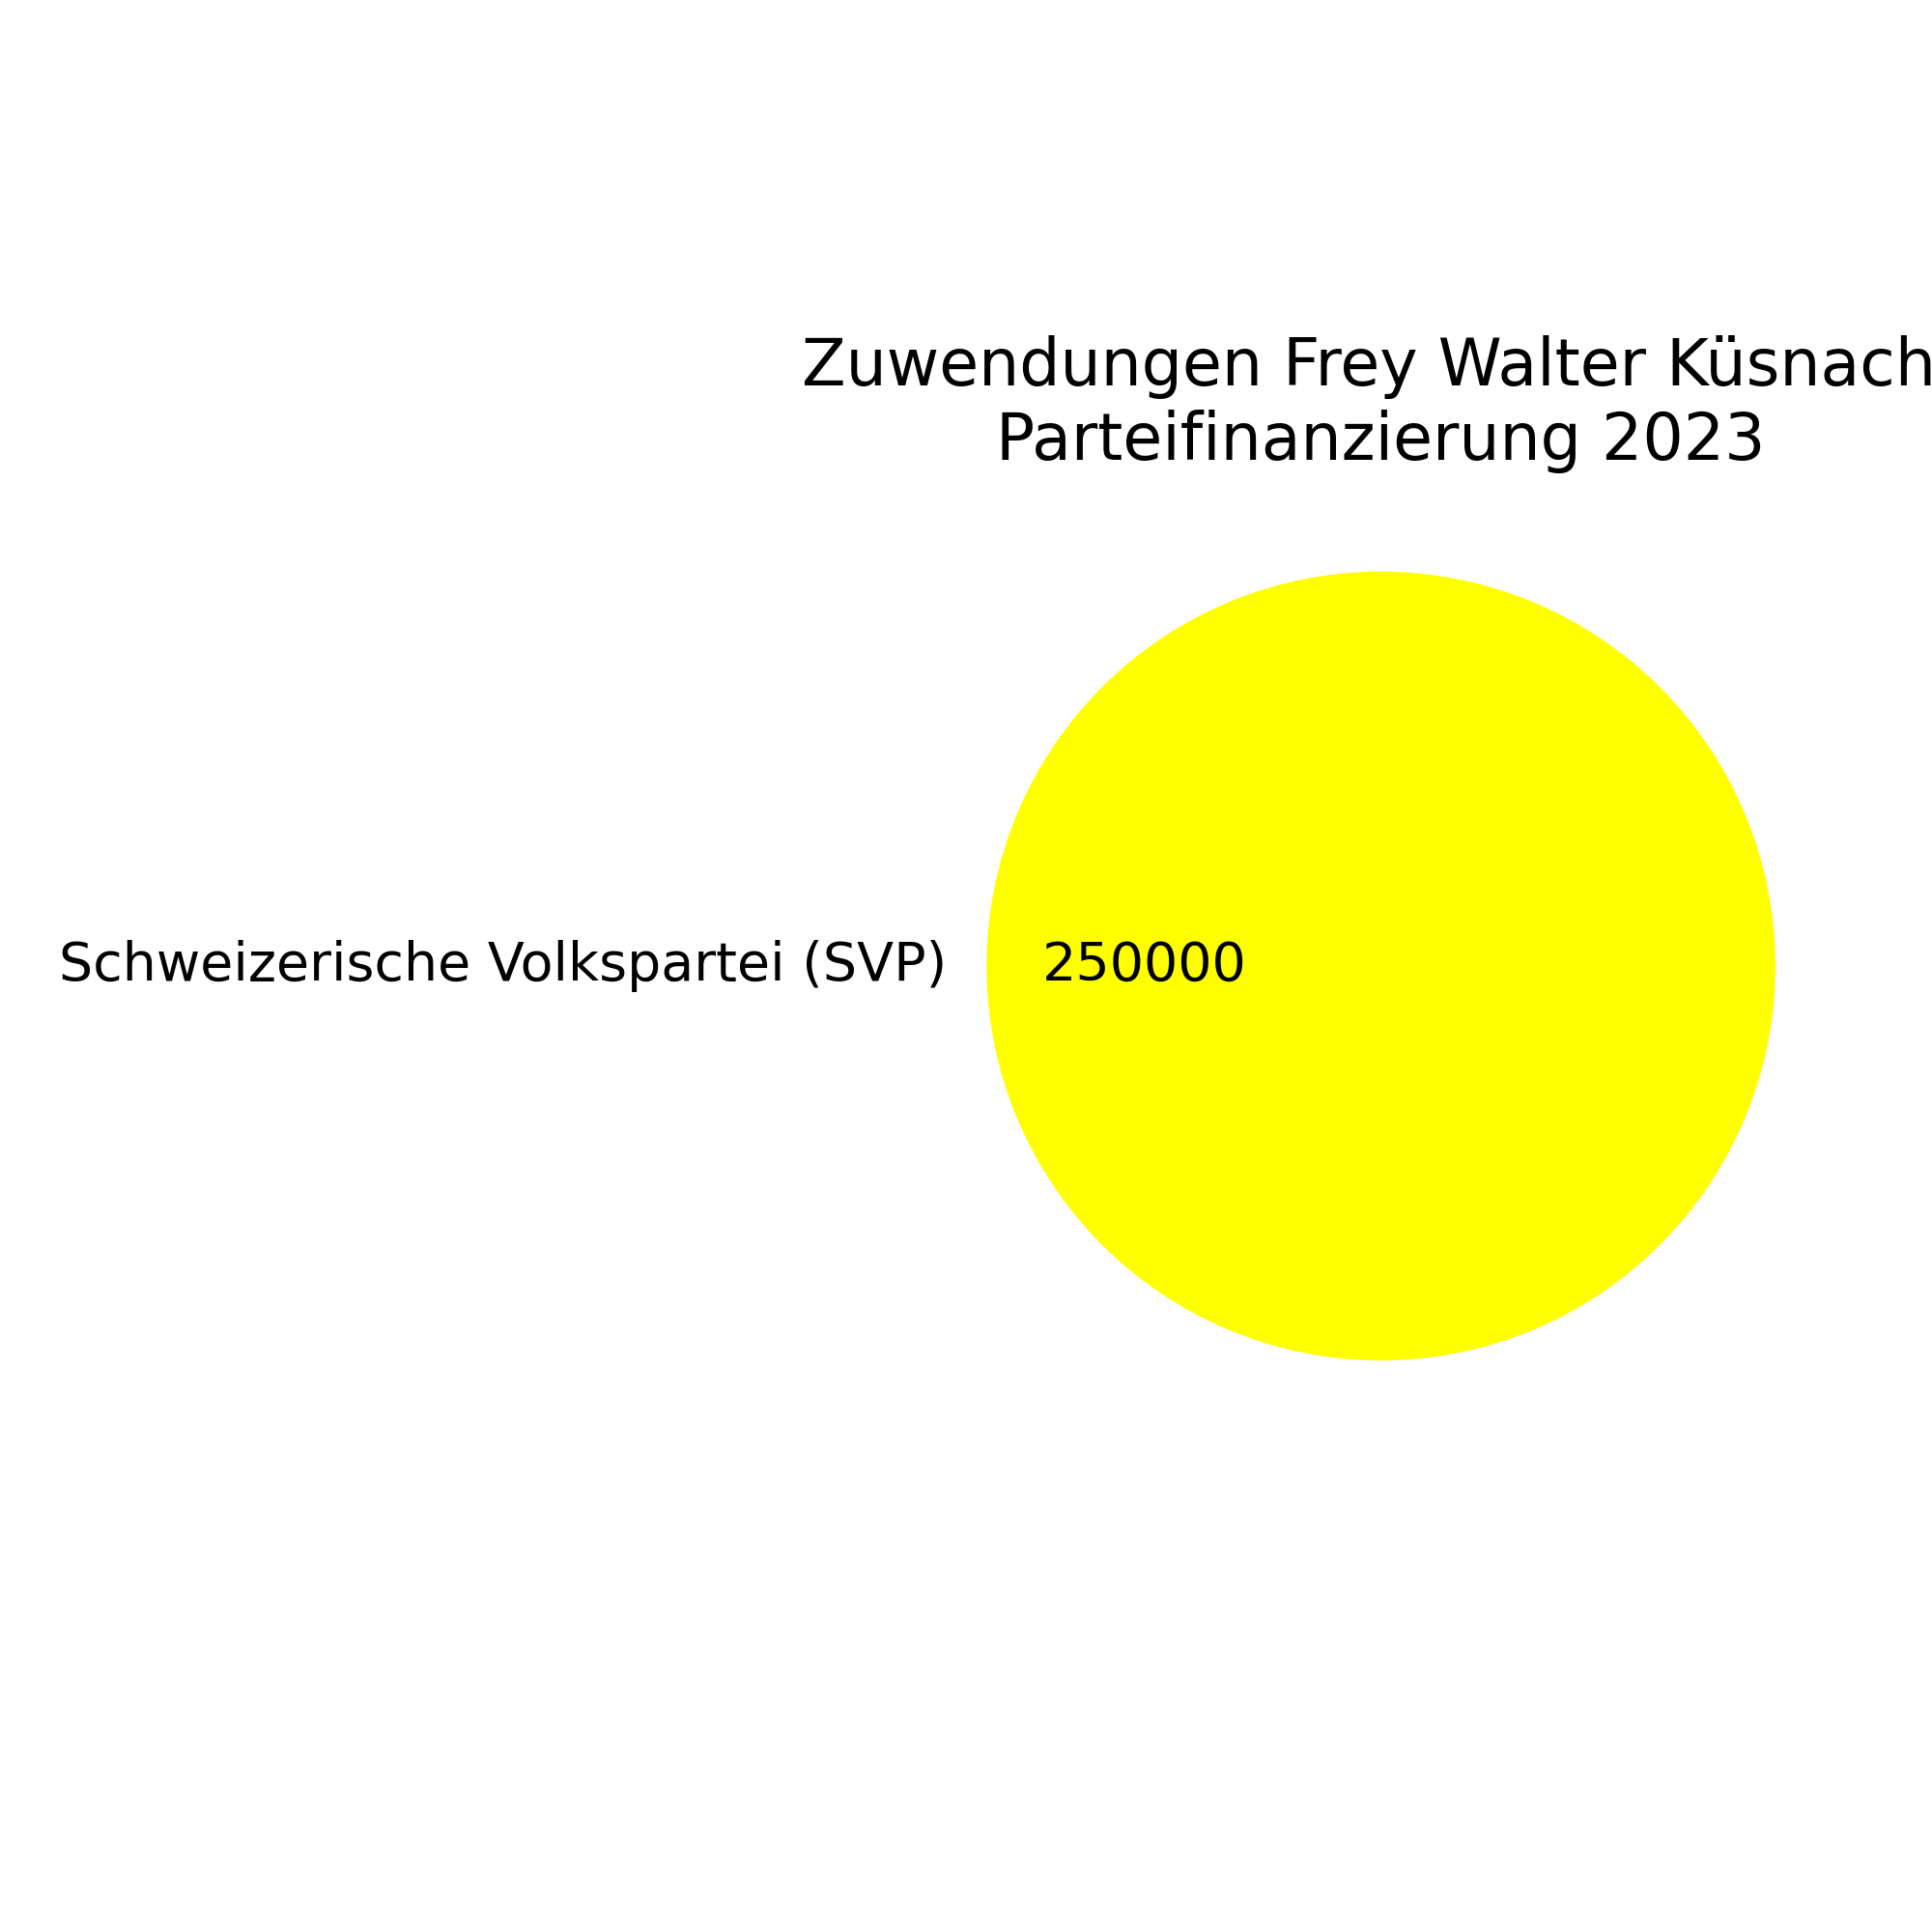 Zuwendungen Frey Walter Küsnach
Parteifinanzierung 2023
Schweizerische Volkspartei (SVP) 250000